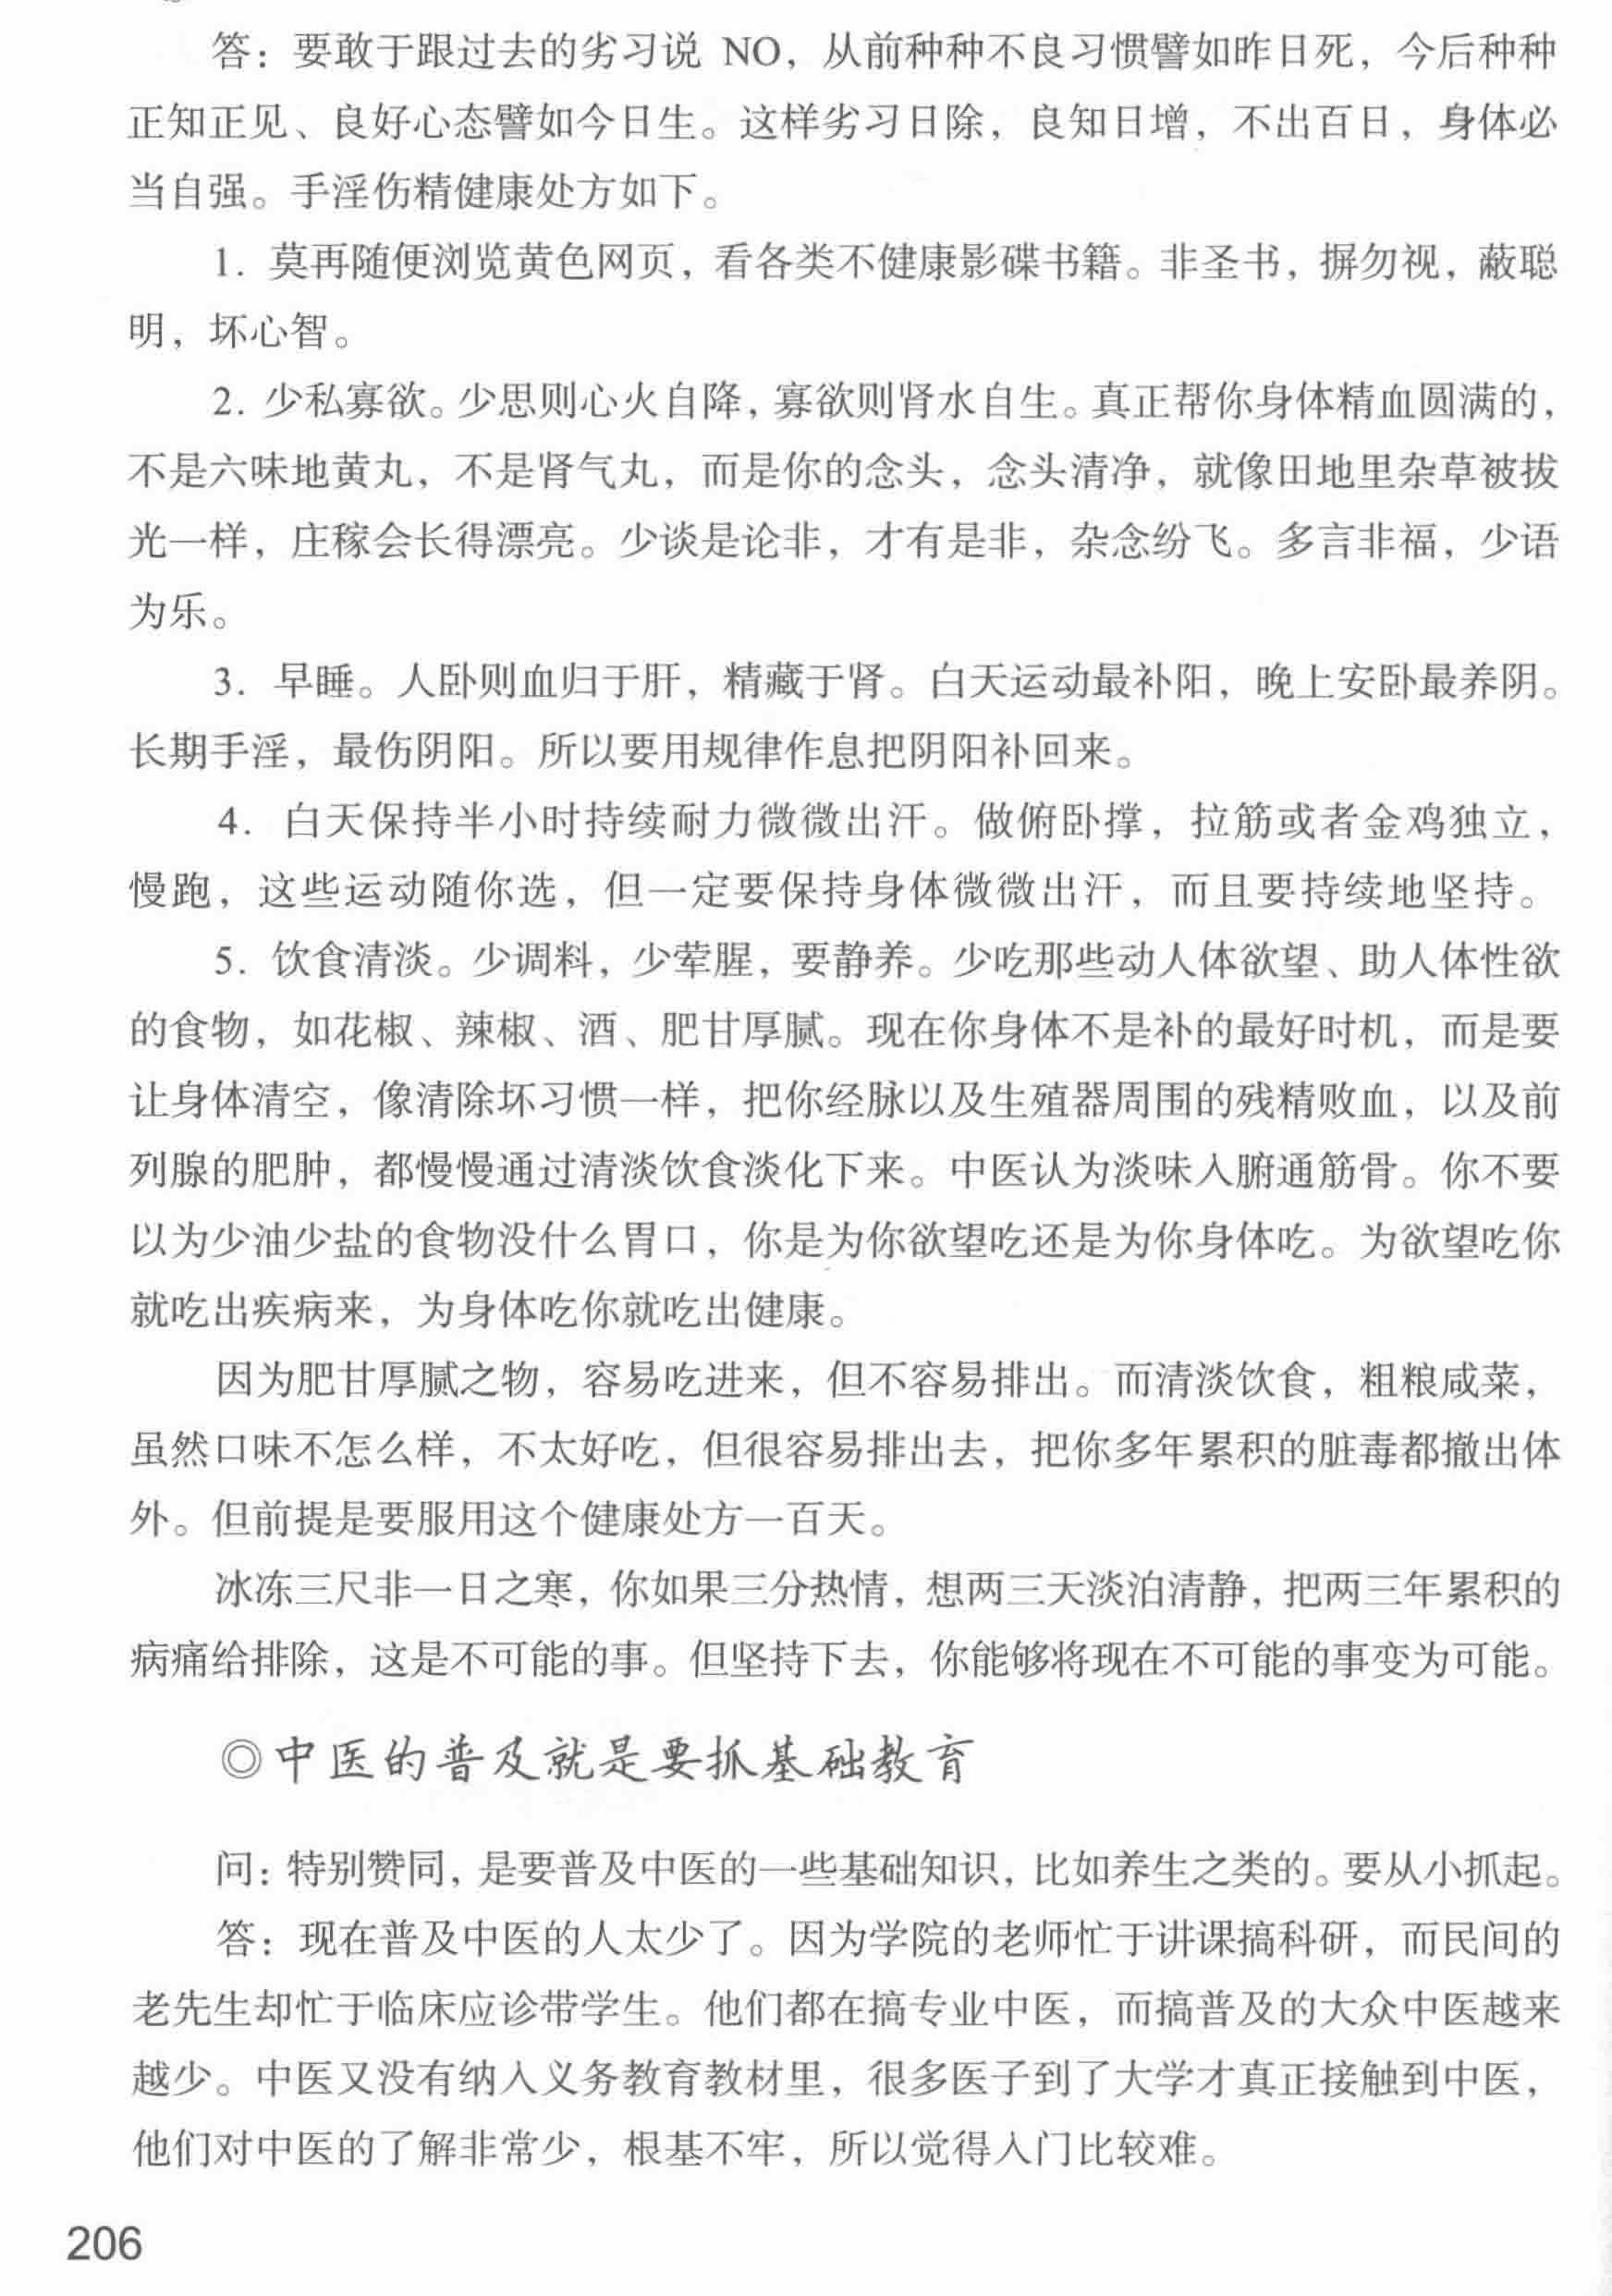 答：要敢于跟过去的劣习说 NO，从前种种不良习惯譬如昨日死，今后种种
正知正见、良好心态譬如今日生。这样劣习日除，良知日增，不出百日，身体必
当自强。手淫伤精健康处方如下。
1. 莫再随便浏览黄色网页，看各类不健康影碟书籍。非圣书，摒勿视，蔽聪
明，坏心智。
2. 少私寡欲。少思则心火自降，寡欲则肾水自生。真正帮你身体精血圆满的，
不是六味地黄丸，不是肾气丸，而是你的念头，念头清净，就像田地里杂草被拔
光一样，庄稼会长得漂亮。少谈是论非，才有是非，杂念纷飞。多言非福，少语
为乐。
3. 早睡。人卧则血归于肝，精藏于肾。白天运动最补阳，晚上安卧最养阴。
长期手淫，最伤阴阳。所以要用规律作息把阴阳补回来。
4. 白天保持半小时持续耐力微微出汗。做俯卧撑，拉筋或者金鸡独立，
慢跑，这些运动随你选，但一定要保持身体微微出汗，而且要持续地坚持。
5. 饮食清淡。少调料，少荤腥，要静养。少吃那些动人体欲望、助人体性欲
的食物，如花椒、辣椒、酒、肥甘厚腻。现在你身体不是补的最好时机，而是要
让身体清空，像清除坏习惯一样，把你经脉以及生殖器周围的残精败血，以及前
列腺的肥肿，都慢慢通过清淡饮食淡化下来。中医认为淡味入腑通筋骨。你不要
以为少油少盐的食物没什么胃口，你是为你欲望吃还是为你身体吃。为欲望吃你
就吃出疾病来，为身体吃你就吃出健康。
因为肥甘厚腻之物，容易吃进来，但不容易排出。而清淡饮食，粗粮咸菜，
虽然口味不怎么样，不太好吃，但很容易排出去，把你多年累积的脏毒都撤出体
外。但前提是要服用这个健康处方一百天。
冰冻三尺非一日之寒，你如果三分热情，想两三天淡泊清静，把两三年累积的
病痛给排除，这是不可能的事。但坚持下去，你能够将现在不可能的事变为可能。
◎中医的普及就是要抓基础教育
问：特别赞同，是要普及中医的一些基础知识，比如养生之类的。要从小抓起。
答：现在普及中医的人太少了。因为学院的老师忙于讲课搞科研，而民间的
老先生却忙于临床应诊带学生。他们都在搞专业中医，而搞普及的大众中医越来
越少。中医又没有纳入义务教育教材里，很多医子到了大学才真正接触到中医，
他们对中医的了解非常少，根基不牢，所以觉得入门比较难。
206